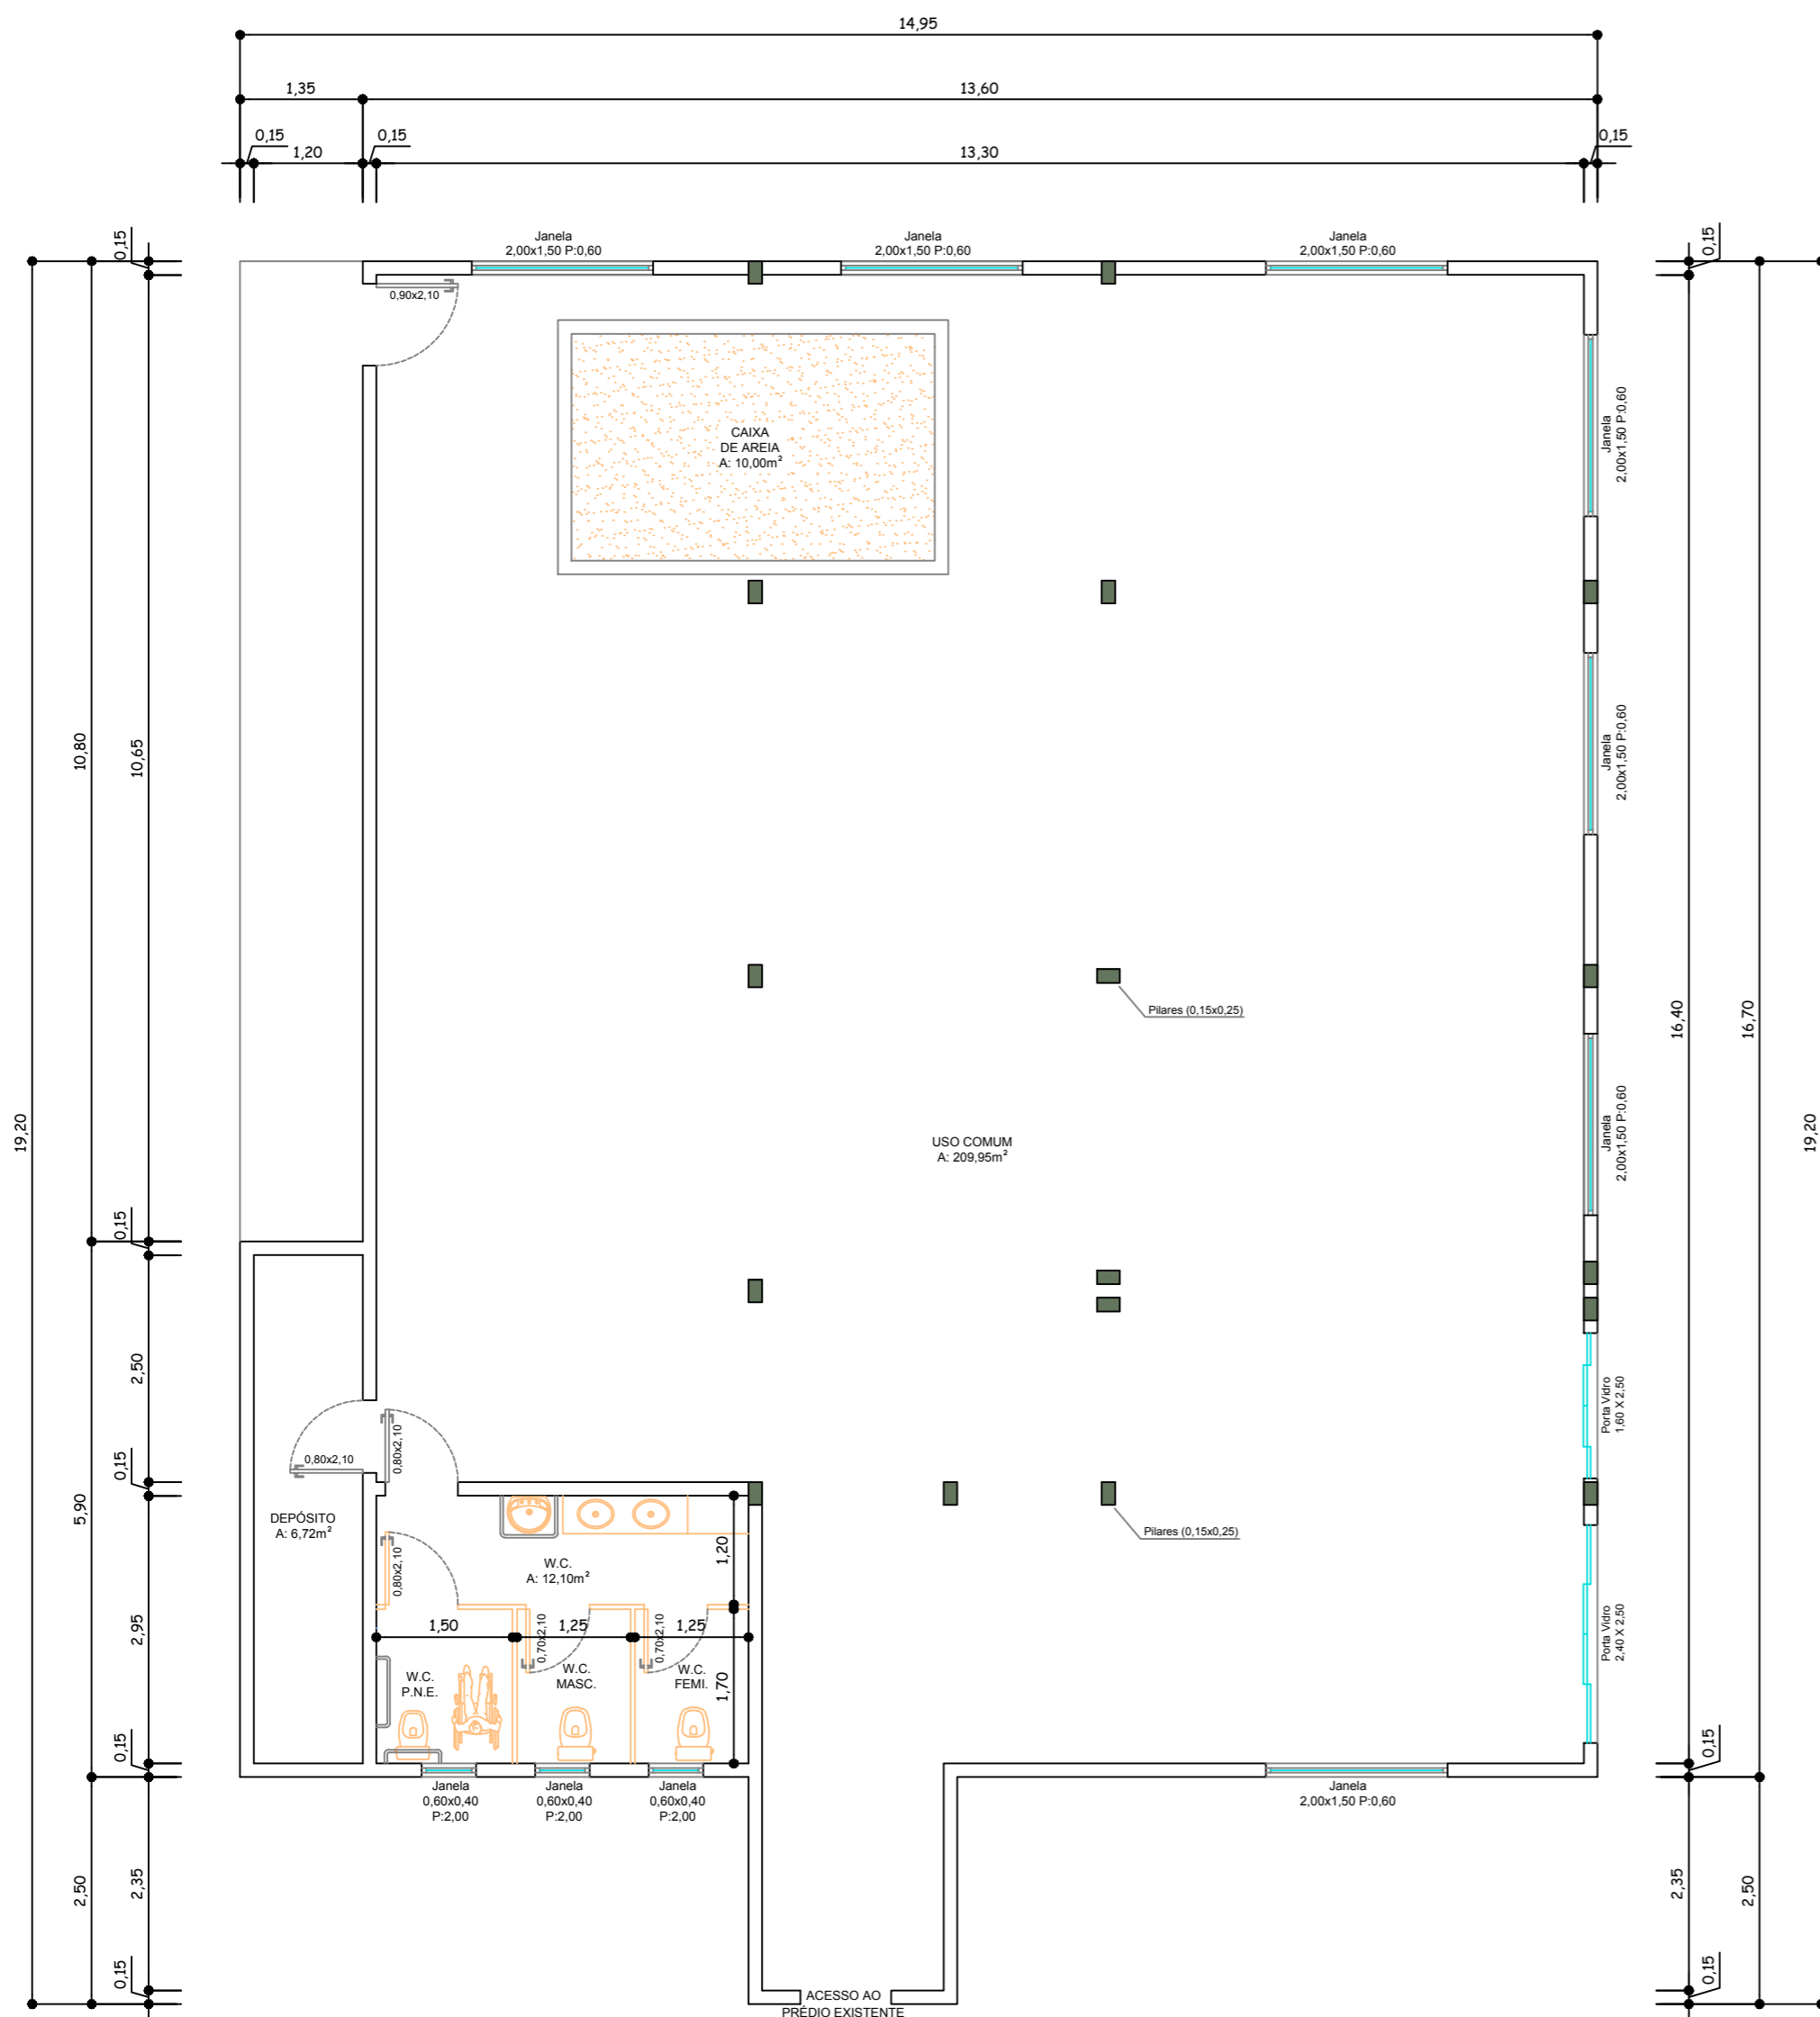 14,95
1,35
13,60
0,15
1,20
0,15
13,30
0,15
0,15
Janela
2,00x1,50 P:0,60
Janela
2,00x1,50 P:0,60
Janela
2,00x1,50 P:0,60
0,15
0,90x2,10
CAIXA
DE AREIA
A: 10,00m²
Janela
2,00x1,50 P:0,60
10,80
10,65
Janela
2,00x1,50 P:0,60
Pilares (0,15x0,25)
16,40
16,70
19,20
USO COMUM
A: 209,95m²
Janela
2,00x1,50 P:0,60
19,20
0,15
2,50
Porta Vidro
1,60 X 2,50
0,80x2,10
0,80x2,10
0,15
5,90
DEPÓSITO
A: 6,72m²
Pilares (0,15x0,25)
0,80x2,10
W.C.
A: 12,10m²
1,20
2,95
1,50
0,70x2,10
1,25
0,70x2,10
1,25
Porta Vidro
2,40 X 2,50
W.C.
P.N.E.
W.C.
MASC.
W.C.
FEMI.
1,70
0,15
0,15
Janela
0,60x0,40
P:2,00
Janela
0,60x0,40
P:2,00
Janela
0,60x0,40
P:2,00
Janela
2,00x1,50 P:0,60
2,50
2,35
2,35
2,50
0,15
0,15
ACESSO AO
PRÉDIO EXISTENTE